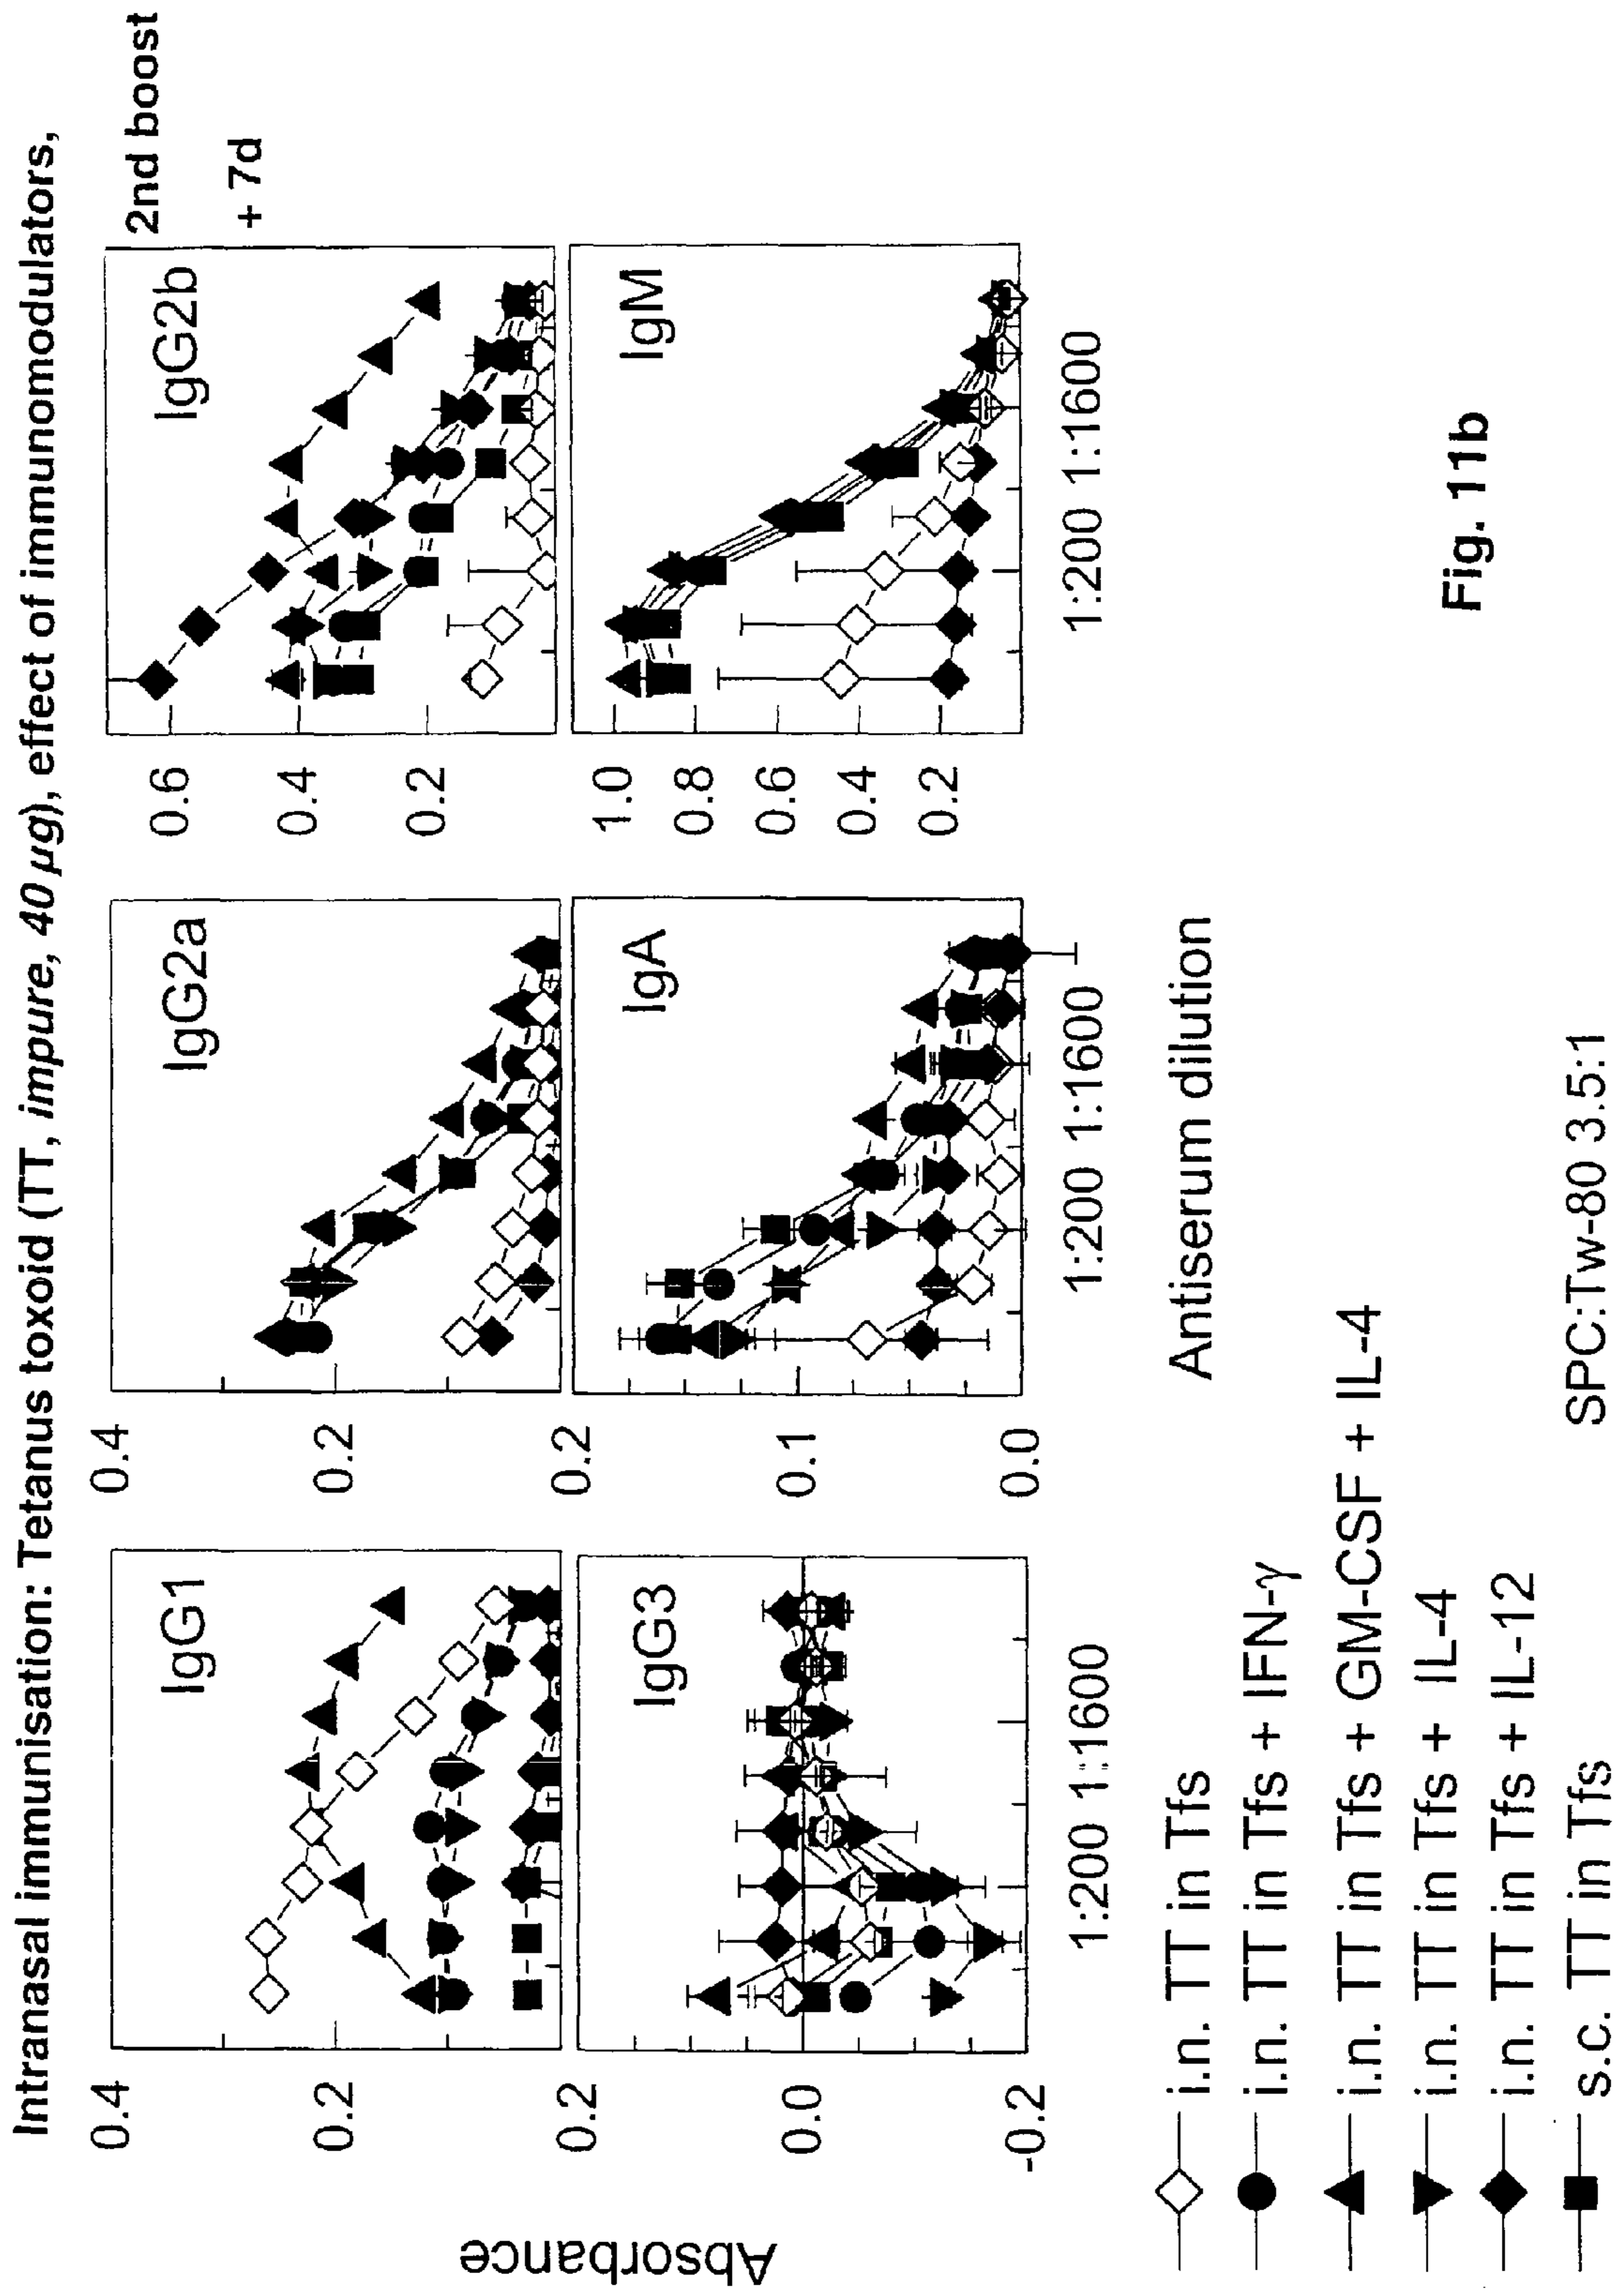 Intranasal immunisation: Tetanus toxoid (TT, impure, 40 µg), effect of immunomodulators,
2nd boost
+ 7d
IgG1
IgG2a
IgG2b
0.4
0.2
0.4
0.2
0.6
0.4
0.2
IgG3
IgA
IgM
0.2
0.0
-0.2
0.2
0.1
0.0
1.0
0.8
0.6
0.4
0.2
Absorbance
1:200 1:1600
1:200 1:1600
1:200 1:1600
Antiserum dilution
i.n. TT in Tfs
i.n. TT in Tfs + IFN-γ
i.n. TT in Tfs + GM-CSF + IL-4
i.n. TT in Tfs + IL-4
i.n. TT in Tfs + IL-12
s.c. TT in Tfs
SPC:Tw-80 3.5:1
Fig. 11b